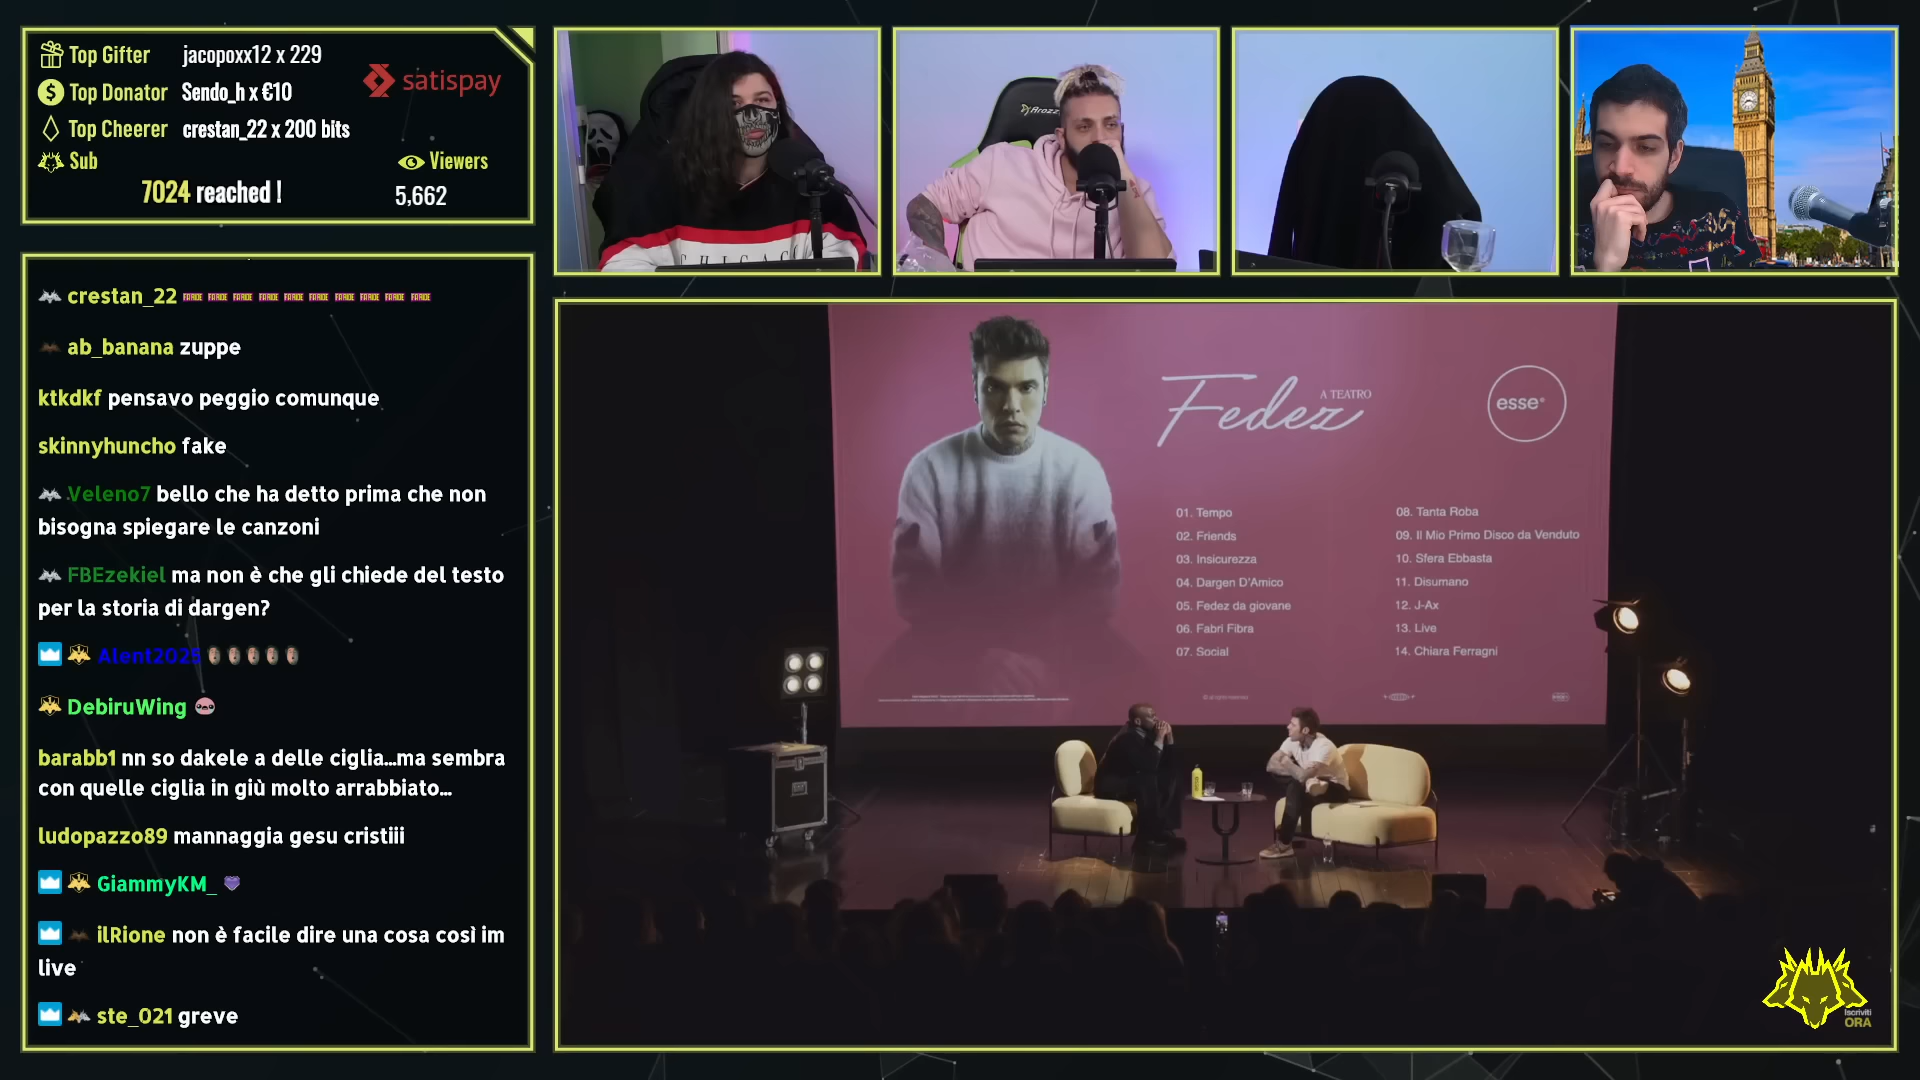 Top Gifter jacopoxx12 x 229
satispay
Top Donator Sendo_h x €10
Top Cheerer crestan_22 x 200 bits
Sub
Viewers
7024 reached !
5,662
crestan_22
ab_banana zuppe
ktkdkf pensavo peggio comunque
skinnyhuncho fake
Veleno7 bello che ha detto prima che non
bisogna spiegare le canzoni
FBEzekiel ma non è che gli chiede del testo
per la storia di dargen?
Alent2025
DebiruWing
barabb1 nn so dakele a delle ciglia...ma sembra
con quelle ciglia in giù molto arrabbiato...
ludopazzo89 mannaggia gesu cristiii
GiammyKM_
ilRione non è facile dire una cosa così im
live
ste_021 greve
CHICAGO
Fedez
A TEATRO
esse
01. Tempo
02. Friends
03. Insicurezza
04. Dargen D'Amico
05. Fedez da giovane
06. Fabri Fibra
07. Social
08. Tanta Roba
09. Il Mio Primo Disco da Venduto
10. Sfera Ebbasta
11. Disumano
12. J-Ax
13. Live
14. Chiara Ferragni
Iscriviti
ORA